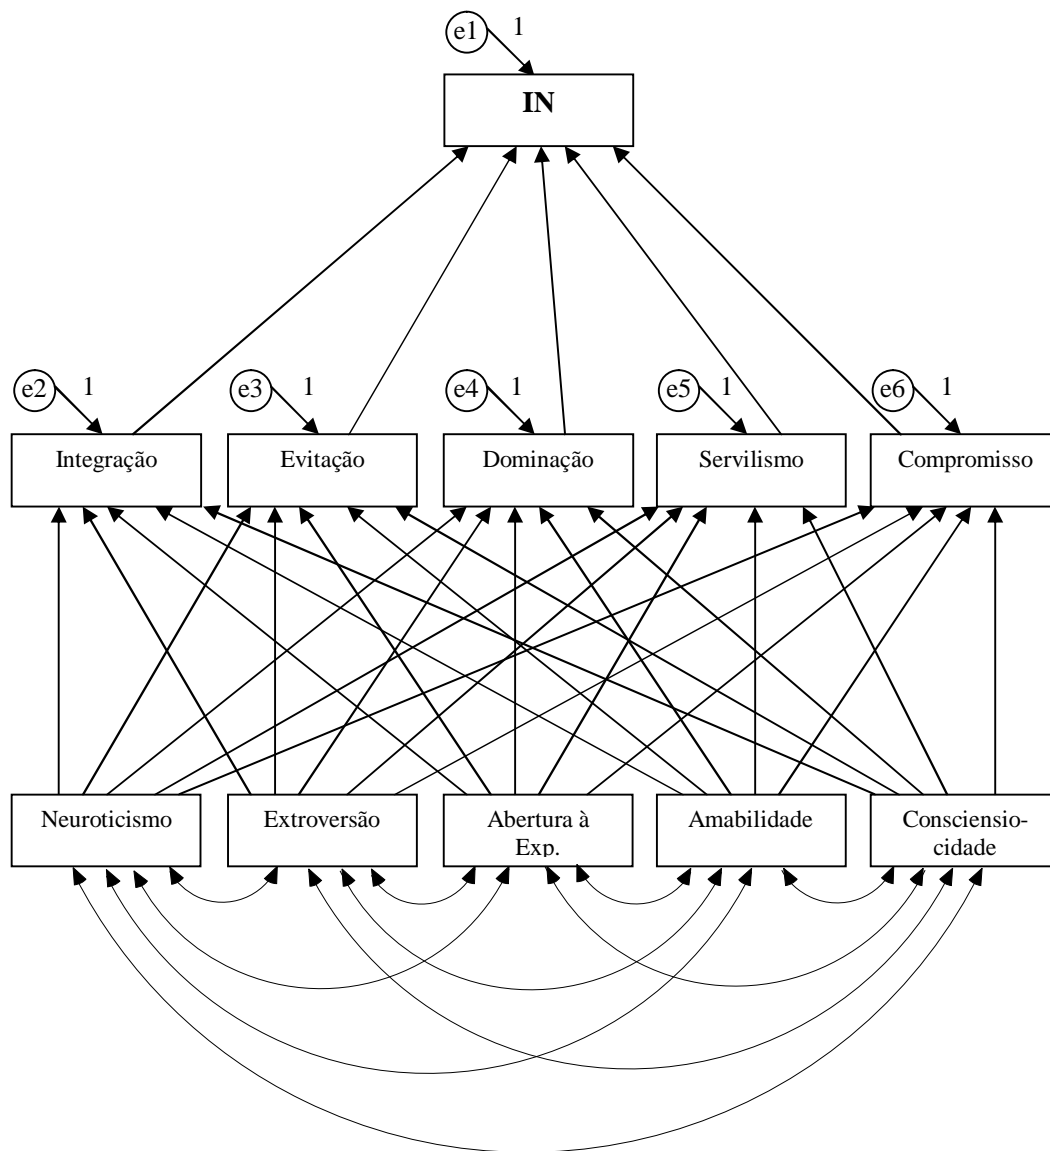 e1 1
IN
e2 1 e3 1 e4 1 e5 1 e6 1
Integração Evitação Dominação Servilismo Compromisso
Neuroticismo Extroversão Abertura à Amabilidade Consciensio-
Exp. cidade